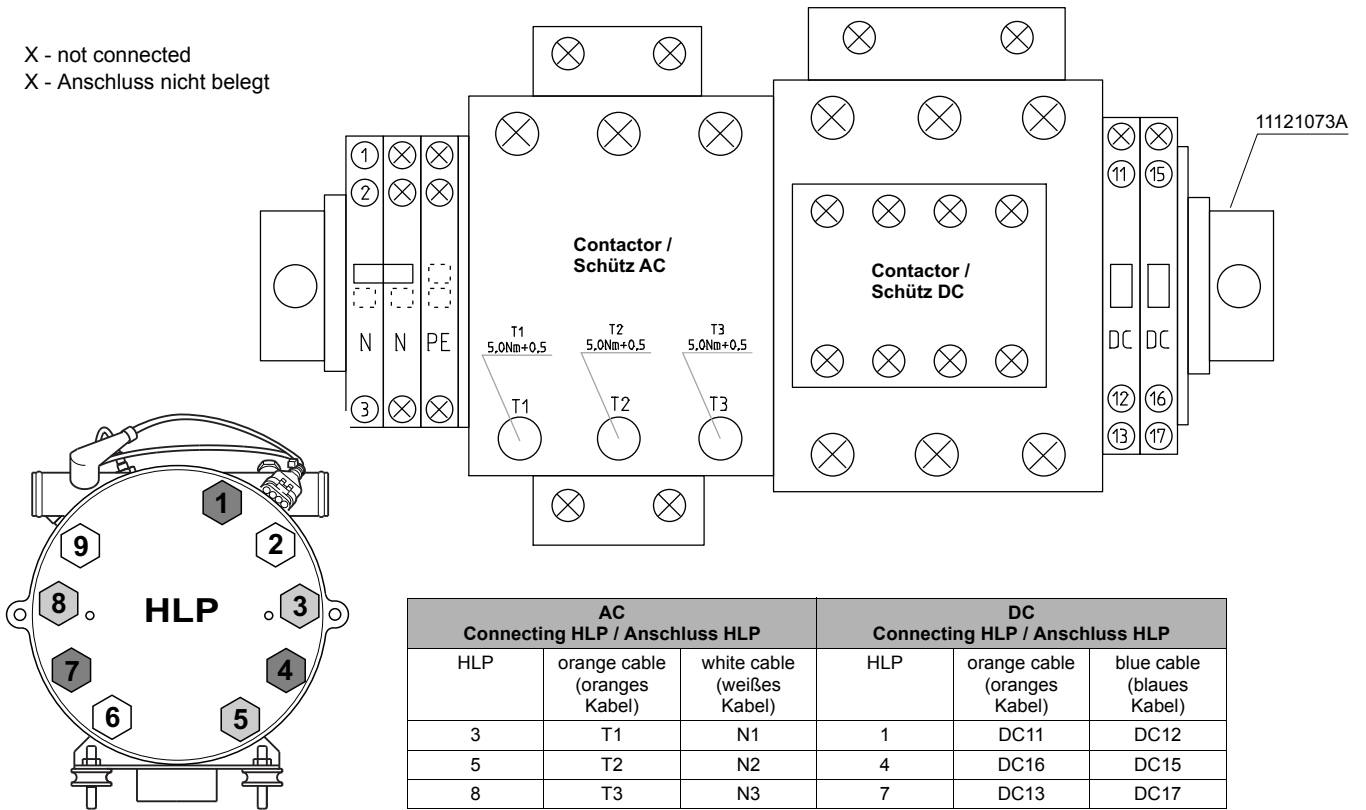 X - not connected
X - Anschluss nicht belegt
11121073A
1
2
11
15
Contactor /
Schütz AC
Contactor /
Schütz DC
N N PE
T1
5,0Nm+0,5
T2
5,0Nm+0,5
T3
5,0Nm+0,5
DC DC
3
T1 T2 T3
12
16
13
17
1
9
2
8
HLP
3
7
4
6
5
AC
Connecting HLP / Anschluss HLP
DC
Connecting HLP / Anschluss HLP
HLP
orange cable
(oranges
Kabel)
white cable
(weißes
Kabel)
HLP
orange cable
(oranges
Kabel)
blue cable
(blaues
Kabel)
3 T1 N1 1 DC11 DC12
5 T2 N2 4 DC16 DC15
8 T3 N3 7 DC13 DC17